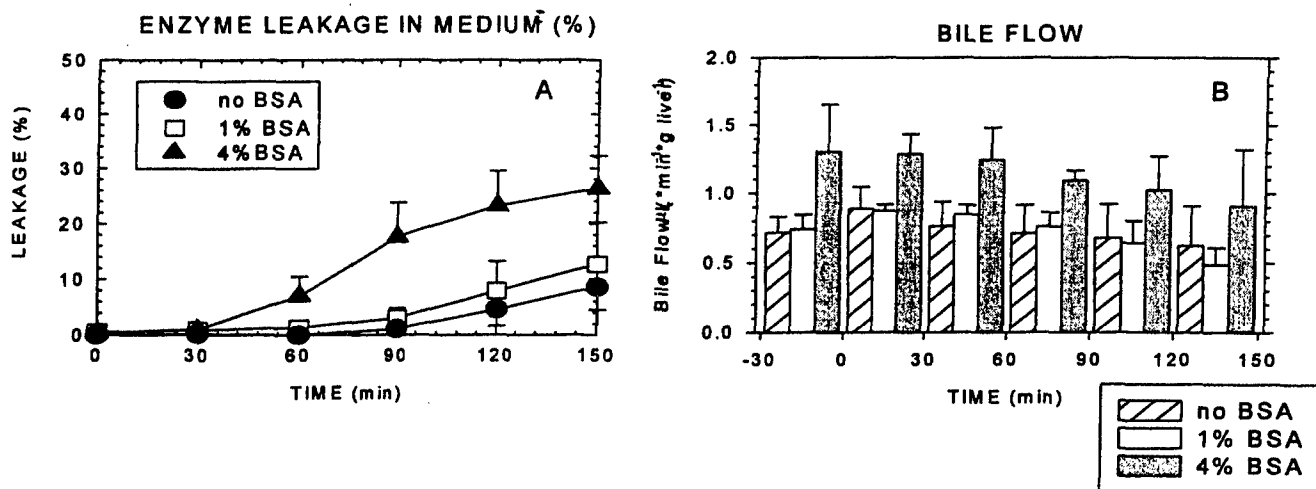 ENZYME LEAKAGE IN MEDIUM (%)
50
40
30
20
10
0
LEAKAGE (%)
no BSA
1% BSA
4% BSA
A
0 30 60 90 120 150
TIME (min)
BILE FLOW
2.0
1.5
1.0
0.5
0.0
Bile Flow
B
-30 0 30 60 90 120 150
TIME (min)
no BSA
1% BSA
4% BSA